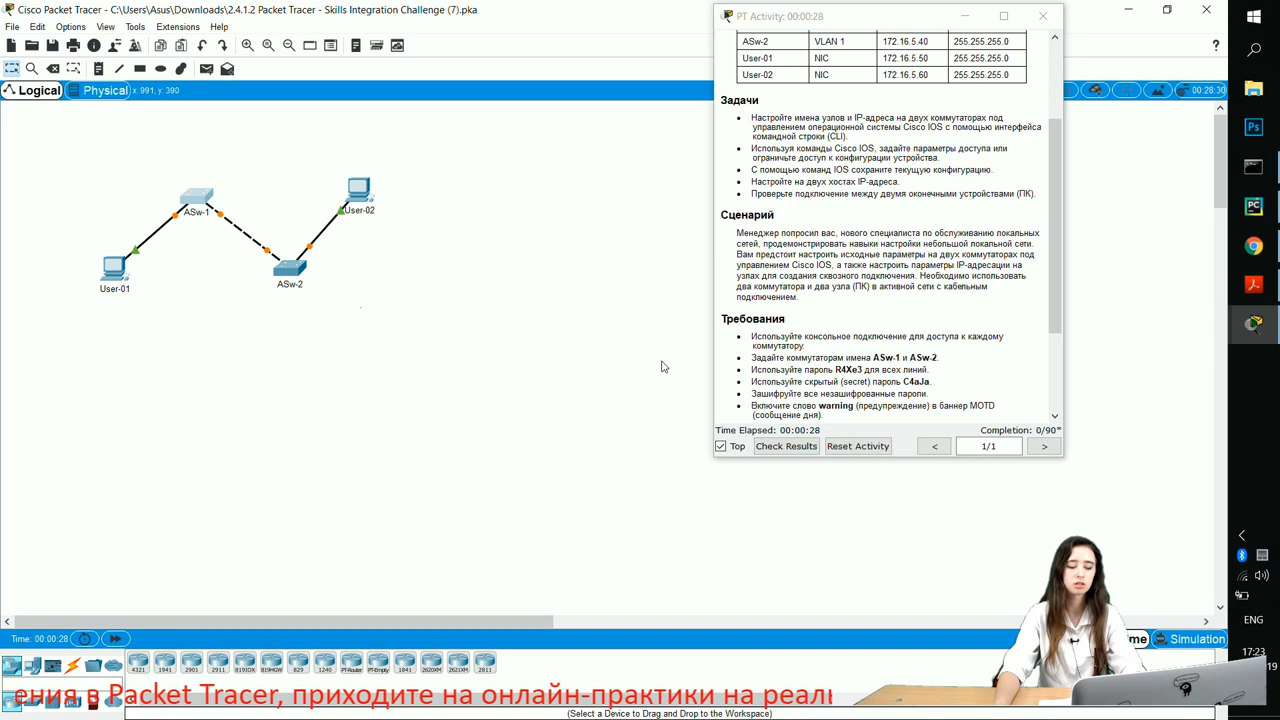 Cisco Packet Tracer - C:\Users\Asus\Downloads\2.4.1.2 Packet Tracer - Skills Integration Challenge (7).pka
File Edit Options View Tools Extensions Help
Logical Physical x: 991, y: 390
00:28:30
ASw-1
User-02
ASw-2
User-01
PT Activity: 00:00:28
ASw-2 VLAN 1 172.16.5.40 255.255.255.0
User-01 NIC 172.16.5.50 255.255.255.0
User-02 NIC 172.16.5.60 255.255.255.0
Задачи
Настройте имена узлов и IP-адреса на двух коммутаторах под
управлением операционной системы Cisco IOS с помощью интерфейса
командной строки (CLI).
Используя команды Cisco IOS, задайте параметры доступа или
ограничьте доступ к конфигурации устройства.
С помощью команд IOS сохраните текущую конфигурацию.
Настройте на двух хостах IP-адреса.
Проверьте подключение между двумя оконечными устройствами (ПК).
Сценарий
Менеджер попросил вас, нового специалиста по обслуживанию локальных
сетей, продемонстрировать навыки настройки небольшой локальной сети.
Вам предстоит настроить исходные параметры на двух коммутаторах под
управлением Cisco IOS, а также настроить параметры IP-адресации на
узлах для создания сквозного подключения. Необходимо использовать
два коммутатора и два узла (ПК) в активной сети с кабельным
подключением.
Требования
Используйте консольное подключение для доступа к каждому
коммутатору.
Задайте коммутаторам имена ASw-1 и ASw-2.
Используйте пароль R4Xe3 для всех линий.
Используйте скрытый (secret) пароль C4aJa.
Зашифруйте все незашифрованные пароли.
Включите слово warning (предупреждение) в баннер MOTD
(сообщение дня).
Time Elapsed: 00:00:28 Completion: 0/90
Top Check Results Reset Activity < 1/1 >
ENG
17:23
19
Time: 00:00:28
me Simulation
4321 1941 2901 2911 819IOX 819HGW 829 1240 PT-Router PT-Empty 1841 2620XM 2621XM 2811
ения в Packet Tracer, приходите на онлайн-практики на реаль
(Select a Device to Drag and Drop to the Workspace)